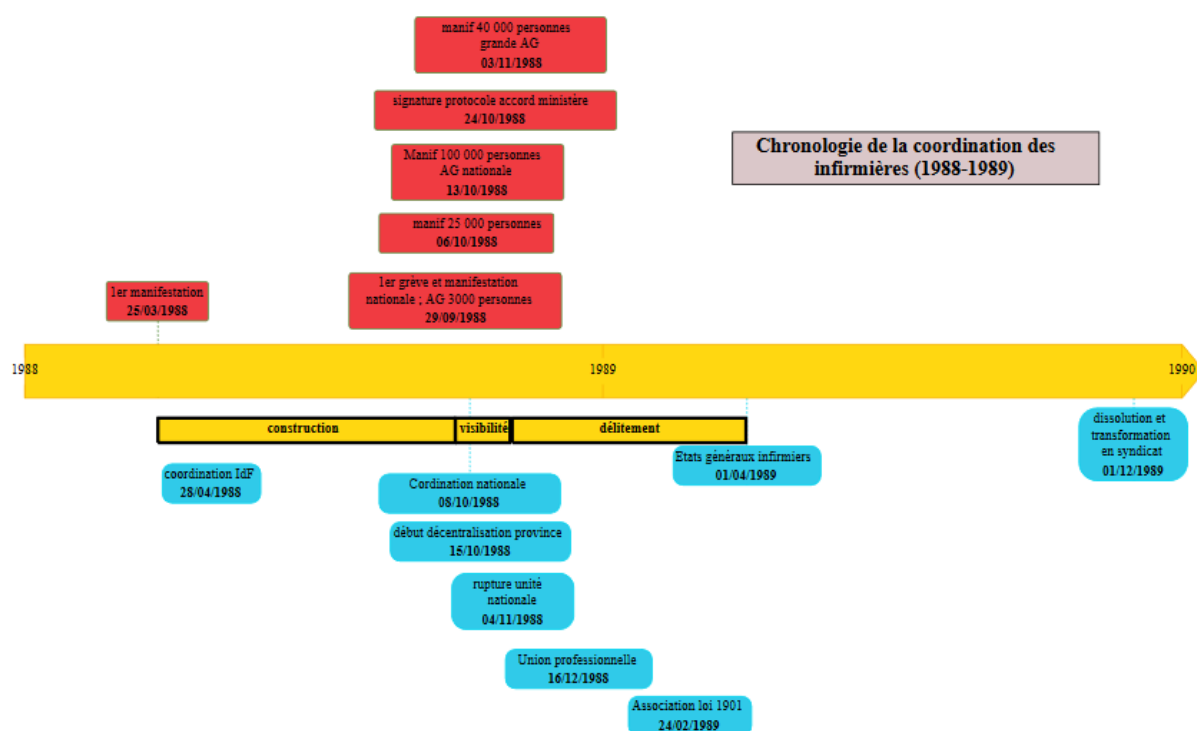 manif 40 000 personnes
grande AG
03/11/1988
signature protocole accord ministère
24/10/1988
Manif 100 000 personnes
AG nationale
13/10/1988
manif 25 000 personnes
06/10/1988
1er grève et manifestation
nationale ; AG 3000 personnes
29/09/1988
1er manifestation
25/03/1988
Chronologie de la coordination des
infirmières (1988-1989)
1988
1989
1990
construction
visibilité
délitement
coordination IdF
28/04/1988
Cordination nationale
08/10/1988
début décentralisation province
15/10/1988
rupture unité
nationale
04/11/1988
Union professionnelle
16/12/1988
Association loi 1901
24/02/1989
Etats généraux infirmiers
01/04/1989
dissolution et
transformation
en syndicat
01/12/1989